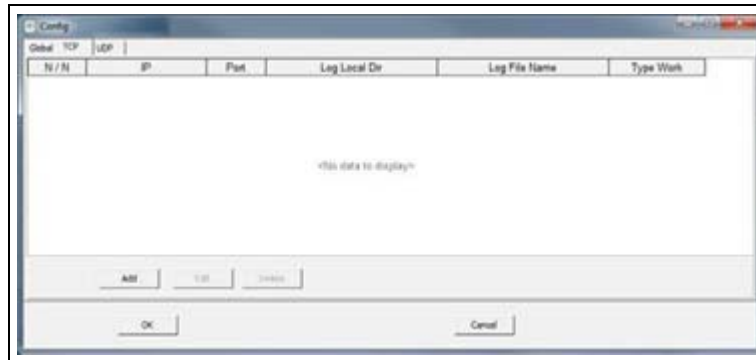 Config
Global TCP UDP
N / N IP Port Log Local Dir Log File Name Type Work
<No data to display>
Add Edit Delete
OK Cancel